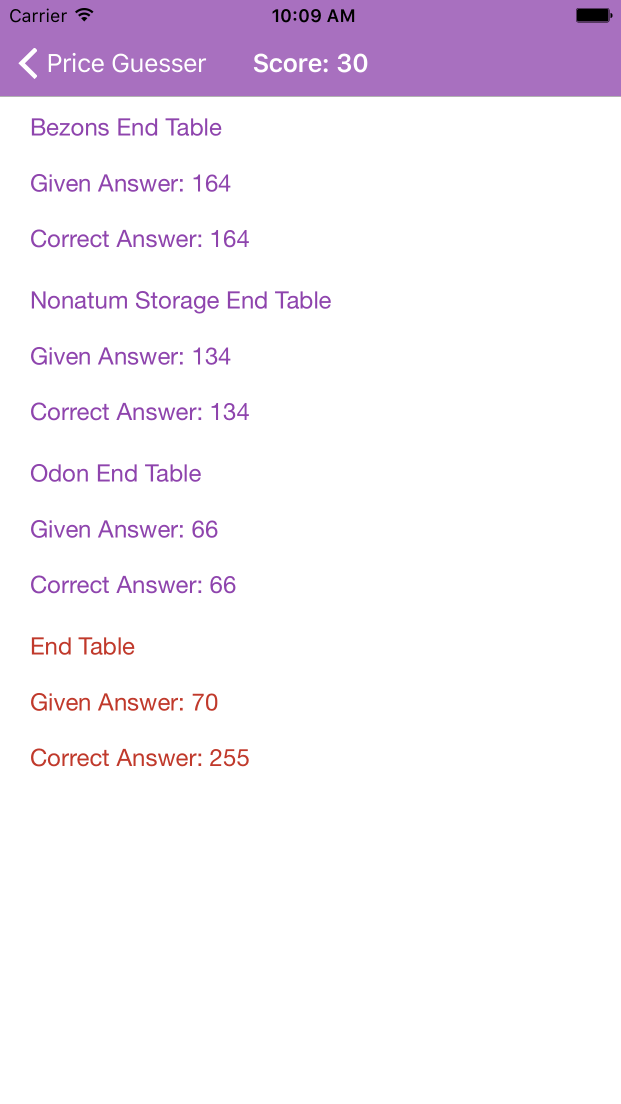 Carrier 10:09 AM
Price Guesser Score: 30
Bezons End Table
Given Answer: 164
Correct Answer: 164
Nonatum Storage End Table
Given Answer: 134
Correct Answer: 134
Odon End Table
Given Answer: 66
Correct Answer: 66
End Table
Given Answer: 70
Correct Answer: 255